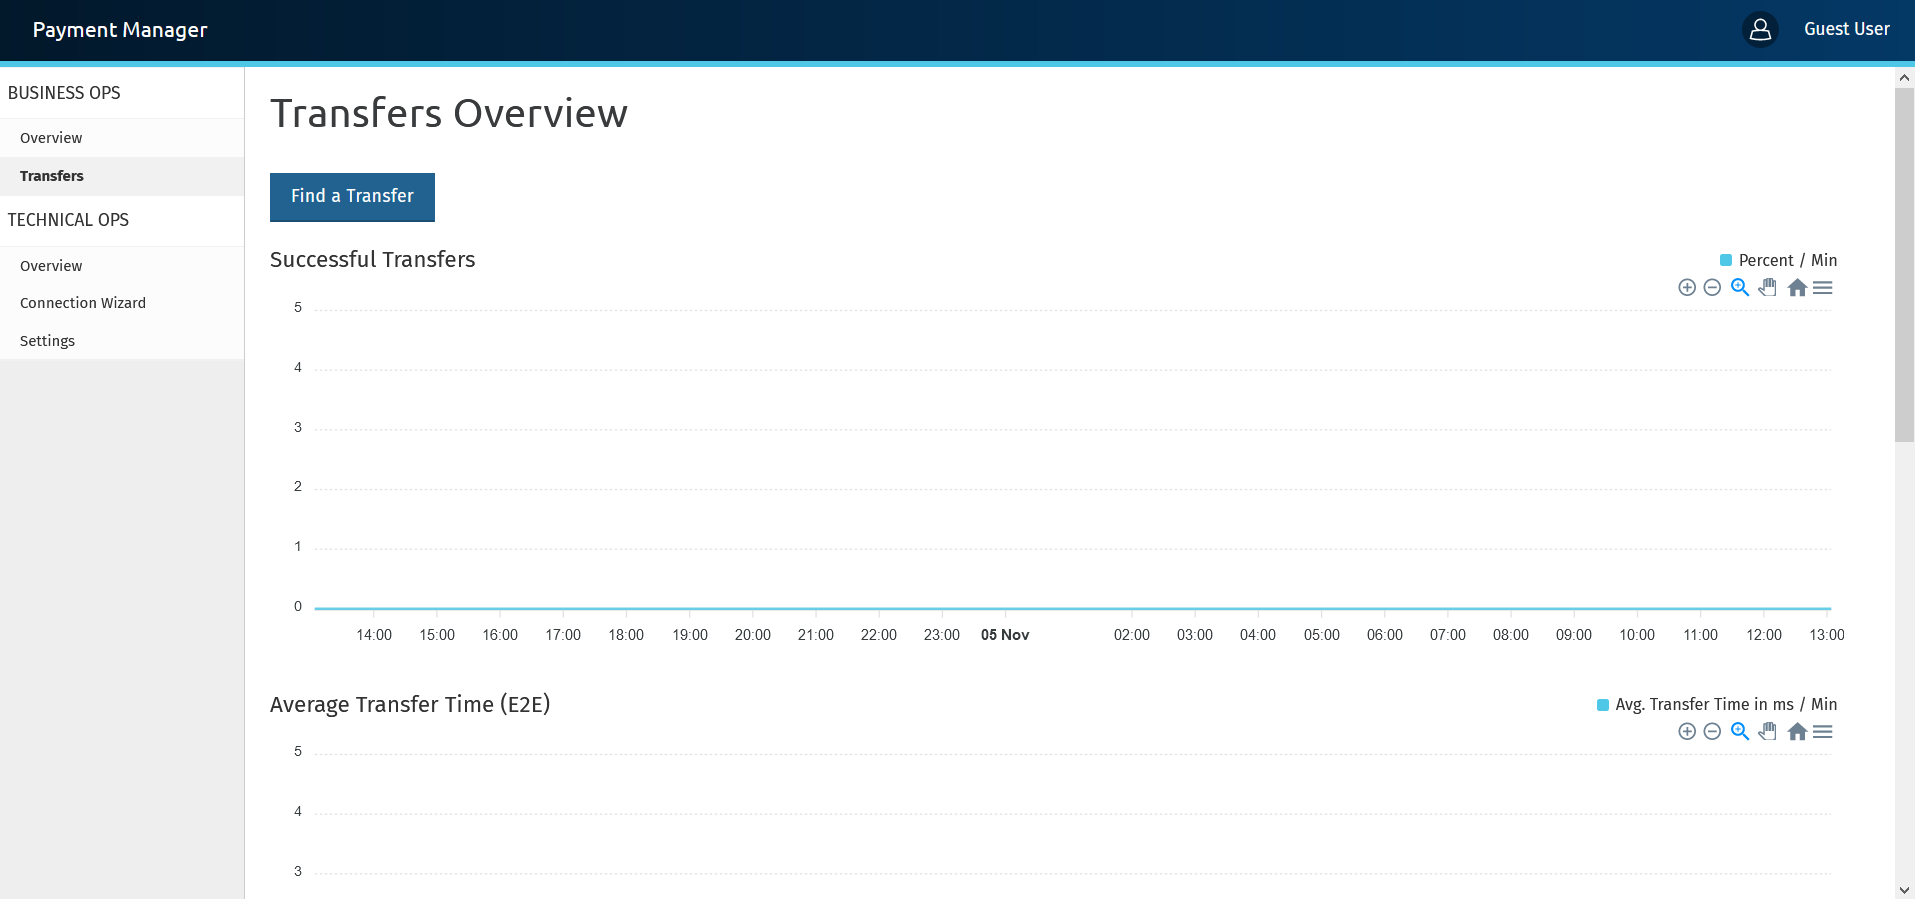 Payment Manager
Guest User
BUSINESS OPS
Overview
Transfers
TECHNICAL OPS
Overview
Connection Wizard
Settings
Transfers Overview
Find a Transfer
Successful Transfers
Percent / Min
5
4
3
2
1
0
14:00 15:00 16:00 17:00 18:00 19:00 20:00 21:00 22:00 23:00 05 Nov 02:00 03:00 04:00 05:00 06:00 07:00 08:00 09:00 10:00 11:00 12:00 13:00
Average Transfer Time (E2E)
Avg. Transfer Time in ms / Min
5
4
3